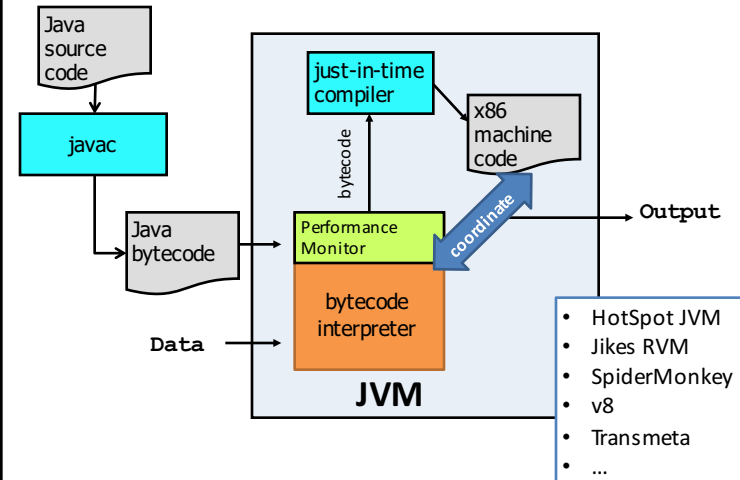 Java
source
code
javac
Java
bytecode
Data
just-in-time
compiler
bytecode
x86
machine
code
Performance
Monitor
coordinate
bytecode
interpreter
JVM
Output
• HotSpot JVM
• Jikes RVM
• SpiderMonkey
• v8
• Transmeta
• ...